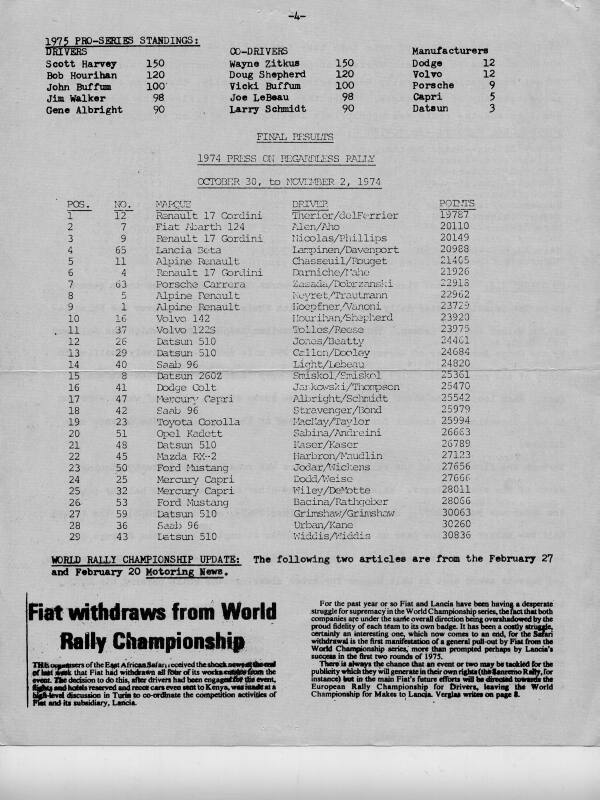 -4-
1975 PRO-SERIES STANDINGS:
DRIVERS CO-DRIVERS Manufacturers
Scott Harvey 150 Wayne Zitkus 150 Dodge 12
Bob Hourihan 120 Doug Shepherd 120 Volvo 12
John Buffum 100 Vicki Buffum 100 Porsche 9
Jim Walker 98 Joe LeBeau 98 Capri 5
Gene Albright 90 Larry Schmidt 90 Datsun 3
FINAL RESULTS
1974 PRESS ON REGARDLESS RALLY
OCTOBER 30, to NOVEMBER 2, 1974
POS. NO. MARQUE DRIVER POINTS
1 12 Renault 17 Gordini Therier/delFerrier 19787
2 7 Fiat Abarth 124 Alen/Aho 20110
3 9 Renault 17 Gordini Nicolas/Phillips 20149
4 65 Lancia Beta Lampinen/Davenport 20988
5 11 Alpine Renault Chasseuil/Rouget 21405
6 4 Renault 17 Gordini Darniche/Mahe 21926
7 63 Porsche Carrera Zasada/Dobrzanski 22918
8 5 Alpine Renault Neyret/Trautmann 22962
9 1 Alpine Renault Hoepfner/Vanoni 23729
10 16 Volvo 142 Hourihan/Shepherd 23920
11 37 Volvo 122S Tolles/Reese 23975
12 26 Datsun 510 Jones/Beatty 24401
13 29 Datsun 510 Callon/Dooley 24684
14 40 Saab 96 Light/Lebeau 24820
15 8 Datsun 260Z Smiskol/Smiskol 25361
16 41 Dodge Colt Jankowski/Thompson 25470
17 47 Mercury Capri Albright/Schmidt 25542
18 42 Saab 96 Stravenger/Bond 25979
19 23 Toyota Corolla MacKay/Taylor 25994
20 51 Opel Kadett Sabina/Andreini 26663
21 48 Datsun 510 Kaser/Kaser 26789
22 45 Mazda RX-2 Harbron/Maudlin 27123
23 50 Ford Mustang Jodar/Wickens 27656
24 25 Mercury Capri Dodd/Weise 27666
25 32 Mercury Capri Wiley/DeMotte 28011
26 53 Ford Mustang Bacina/Rathgeber 28066
27 59 Datsun 510 Grimshaw/Grimshaw 30063
28 36 Saab 96 Urban/Kane 30260
29 43 Datsun 510 Widdis/Widdis 30836
WORLD RALLY CHAMPIONSHIP UPDATE: The following two articles are from the February 27
and February 20 Motoring News.
Fiat withdraws from World
Rally Championship
THE organisers of the East African Safari received the shock news at the end
of last week that Fiat had withdrawn all four of its works entries from the
event. The decision to do this, after drivers had been engaged for the event,
flights and hotels reserved and recce cars even sent to Kenya, was made at a
high-level discussion in Turin to co-ordinate the competition activities of
Fiat and its subsidiary, Lancia.
For the past year or so Fiat and Lancia have been having a desperate
struggle for supremacy in the World Championship series, the fact that both
companies are under the same overall direction being overshadowed by the
proud fidelity of each team to its own badge. It has been a costly struggle,
certainly an interesting one, which now comes to an end, for the Safari
withdrawal is the first manifestation of a general pull-out by Fiat from the
World Championship series, more than prompted perhaps by Lancia's
success in the first two rounds of 1975.
There is always the chance that an event or two may be tackled for the
publicity which they will generate in their own rights (the Sanremo Rally, for
instance) but in the main Fiat's future efforts will be directed towards the
European Rally Championship for Drivers, leaving the World
Championship for Makes to Lancia. Verglas writes on page 8.